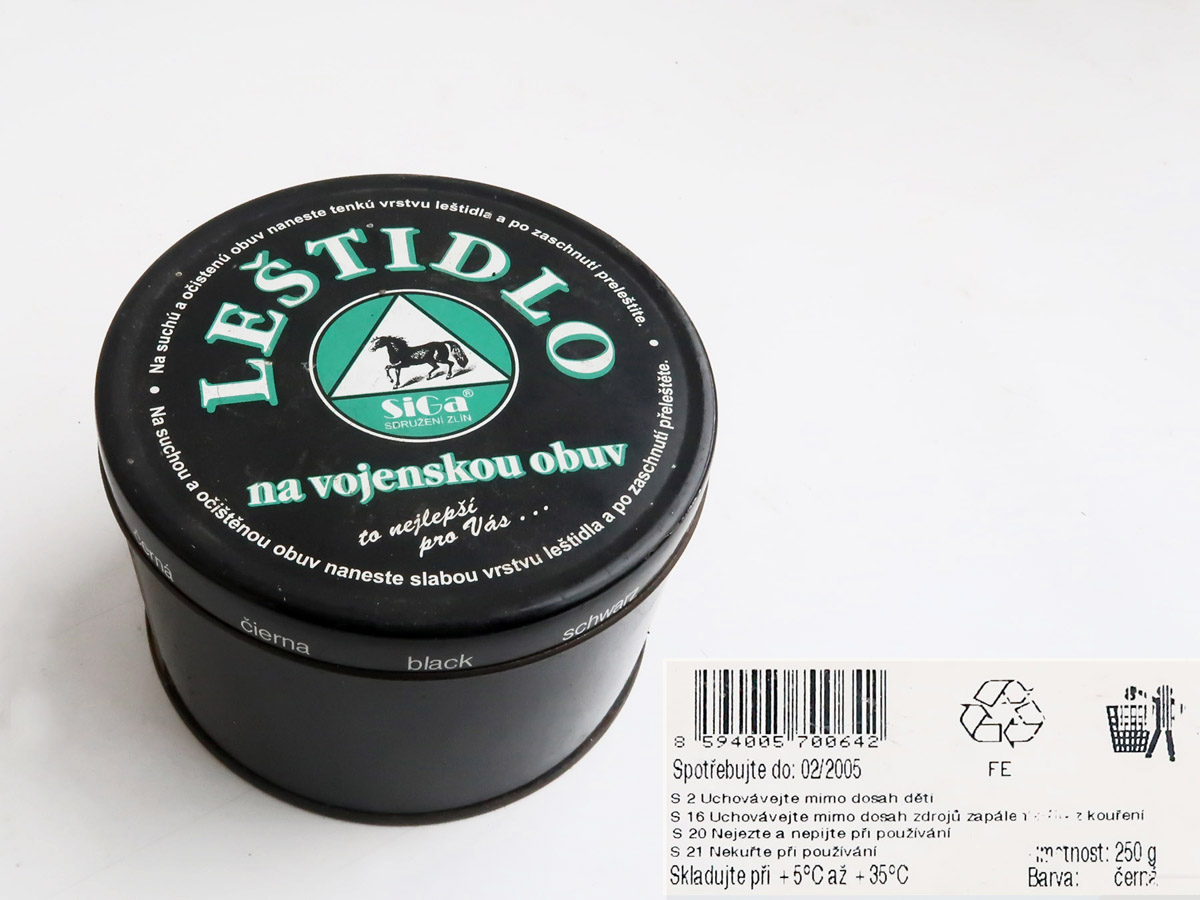 Na suchú a očistenú obuv naneste tenkú vrstvu leštidla a po zaschnutí preleštite.
LEŠTIDLO
SiGa®
SDRUŽENÍ ZLÍN
na vojenskou obuv
to nejlepší
pro Vás ...
Na suchou a očištěnou obuv naneste slabou vrstvu leštidla a po zaschnutí přeleštěte.
černá
čierna
black
schwarz
8 594005 700642
FE
Spotřebujte do: 02/2005
S 2 Uchovávejte mimo dosah dětí
S 16 Uchovávejte mimo dosah zdrojů kouření
S 20 Nejezte a nepijte při používání
S 21 Nekuřte při používání
250 g
Skladujte při +5°C až +35°C
Barva: černá